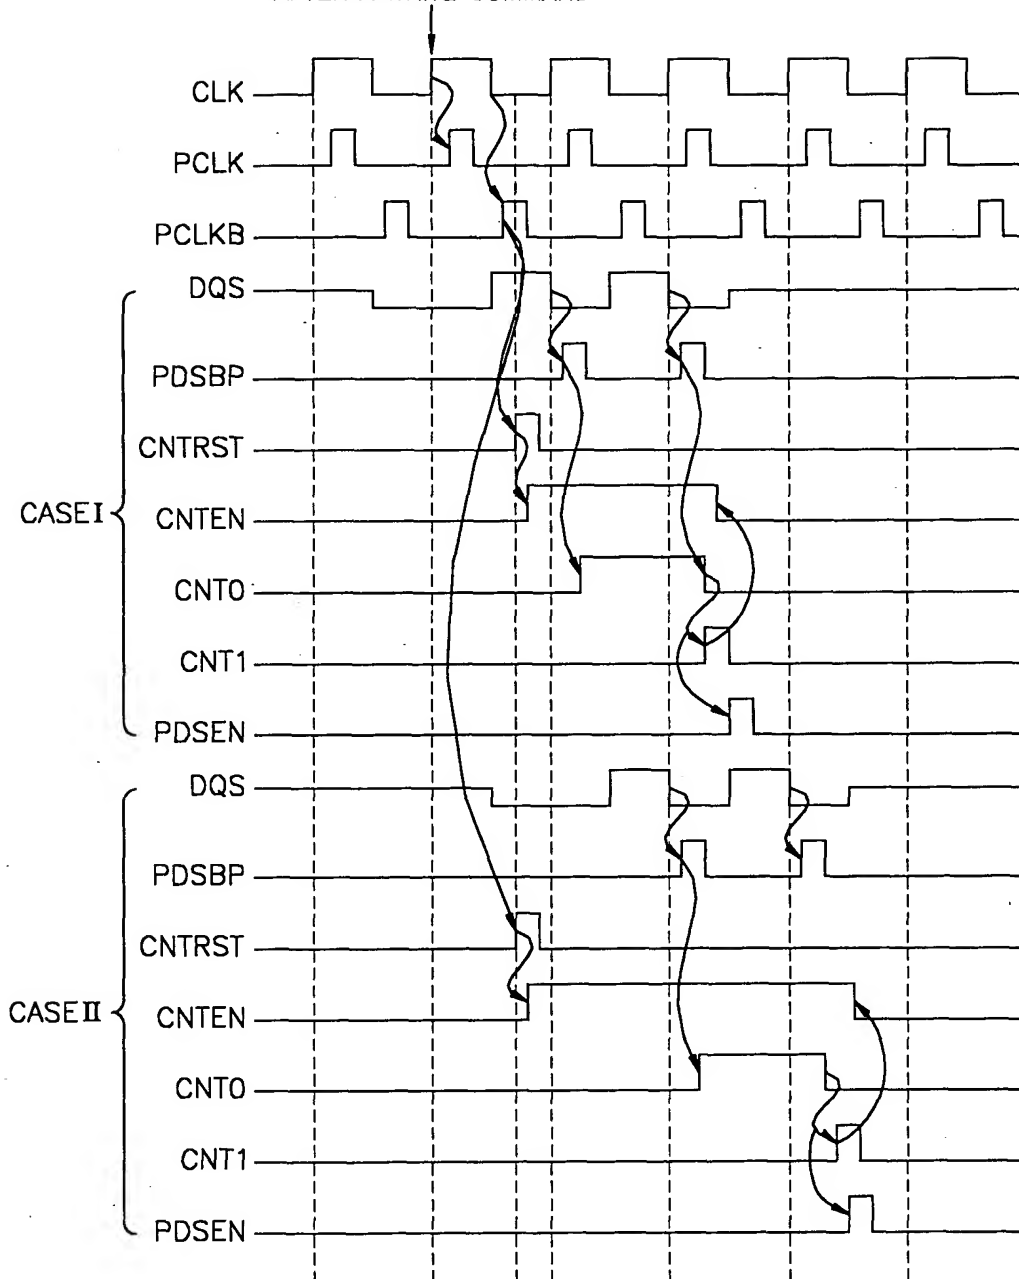 CLK
PCLK
PCLKB
DQS
PDSBP
CNTRST
CASEI
CNTEN
CNT0
CNT1
PDSEN
DQS
PDSBP
CNTRST
CASEII
CNTEN
CNT0
CNT1
PDSEN